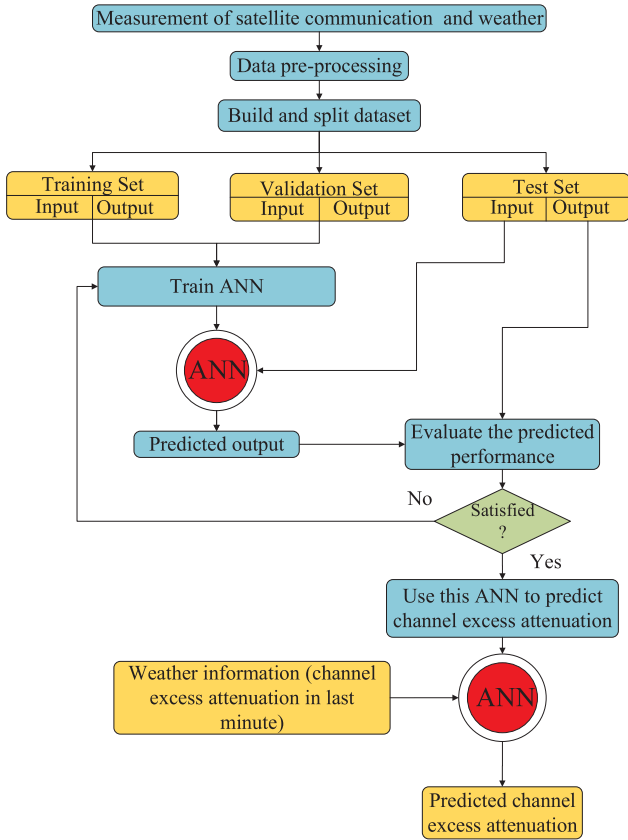 Measurement of satellite communication and weather
Data pre-processing
Build and split dataset
Training Set
Input Output
Validation Set
Input Output
Test Set
Input Output
Train ANN
ANN
Predicted output
Evaluate the predicted
performance
Satisfied
?
No
Yes
Use this ANN to predict
channel excess attenuation
Weather information (channel
excess attenuation in last
minute)
ANN
Predicted channel
excess attenuation